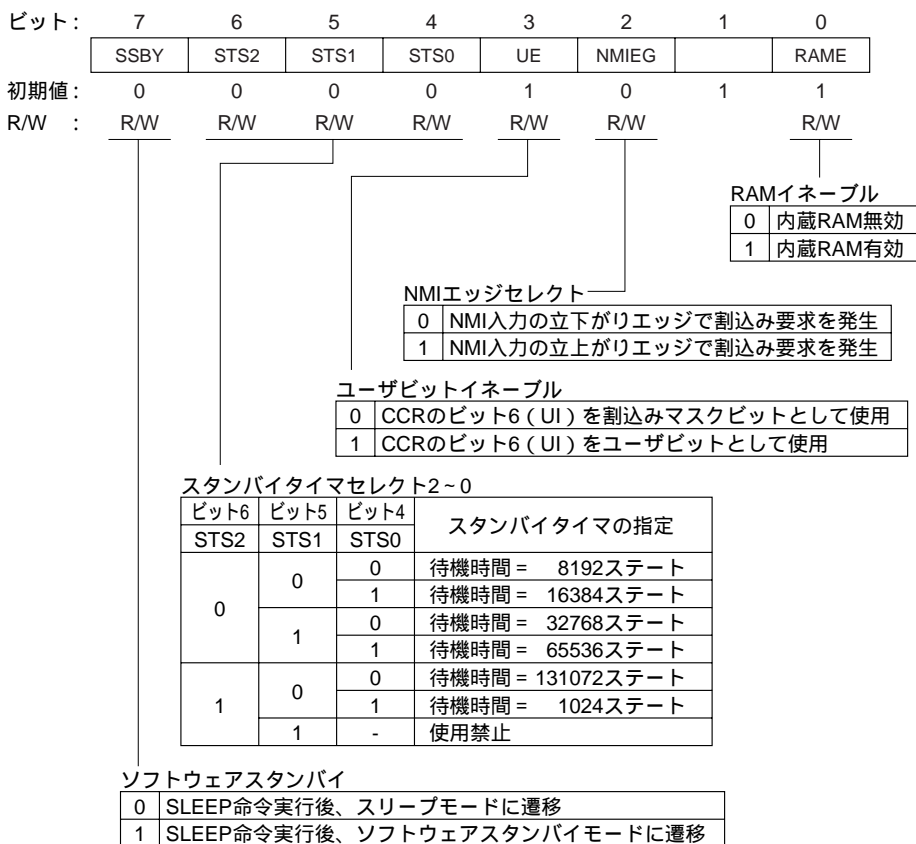 ビット: 7 6 5 4 3 2 1 0
SSBY STS2 STS1 STS0 UE NMIEG RAME
初期値: 0 0 0 0 1 0 1 1
R/W : R/W R/W R/W R/W R/W R/W R/W
RAMイネーブル
0 内蔵RAM無効
1 内蔵RAM有効
NMIエッジセレクト
0 NMI入力の立下がりエッジで割込み要求を発生
1 NMI入力の立上がりエッジで割込み要求を発生
ユーザビットイネーブル
0 CCRのビット6(UI)を割込みマスクビットとして使用
1 CCRのビット6(UI)をユーザビットとして使用
スタンバイタイマセレクト2~0
ビット6 ビット5 ビット4 スタンバイタイマの指定
STS2 STS1 STS0
0 0 0 待機時間= 8192ステート
1 待機時間= 16384ステート
1 0 待機時間= 32768ステート
1 待機時間= 65536ステート
1 0 0 待機時間=131072ステート
1 待機時間= 1024ステート
1 - 使用禁止
ソフトウェアスタンバイ
0 SLEEP命令実行後、スリープモードに遷移
1 SLEEP命令実行後、ソフトウェアスタンバイモードに遷移